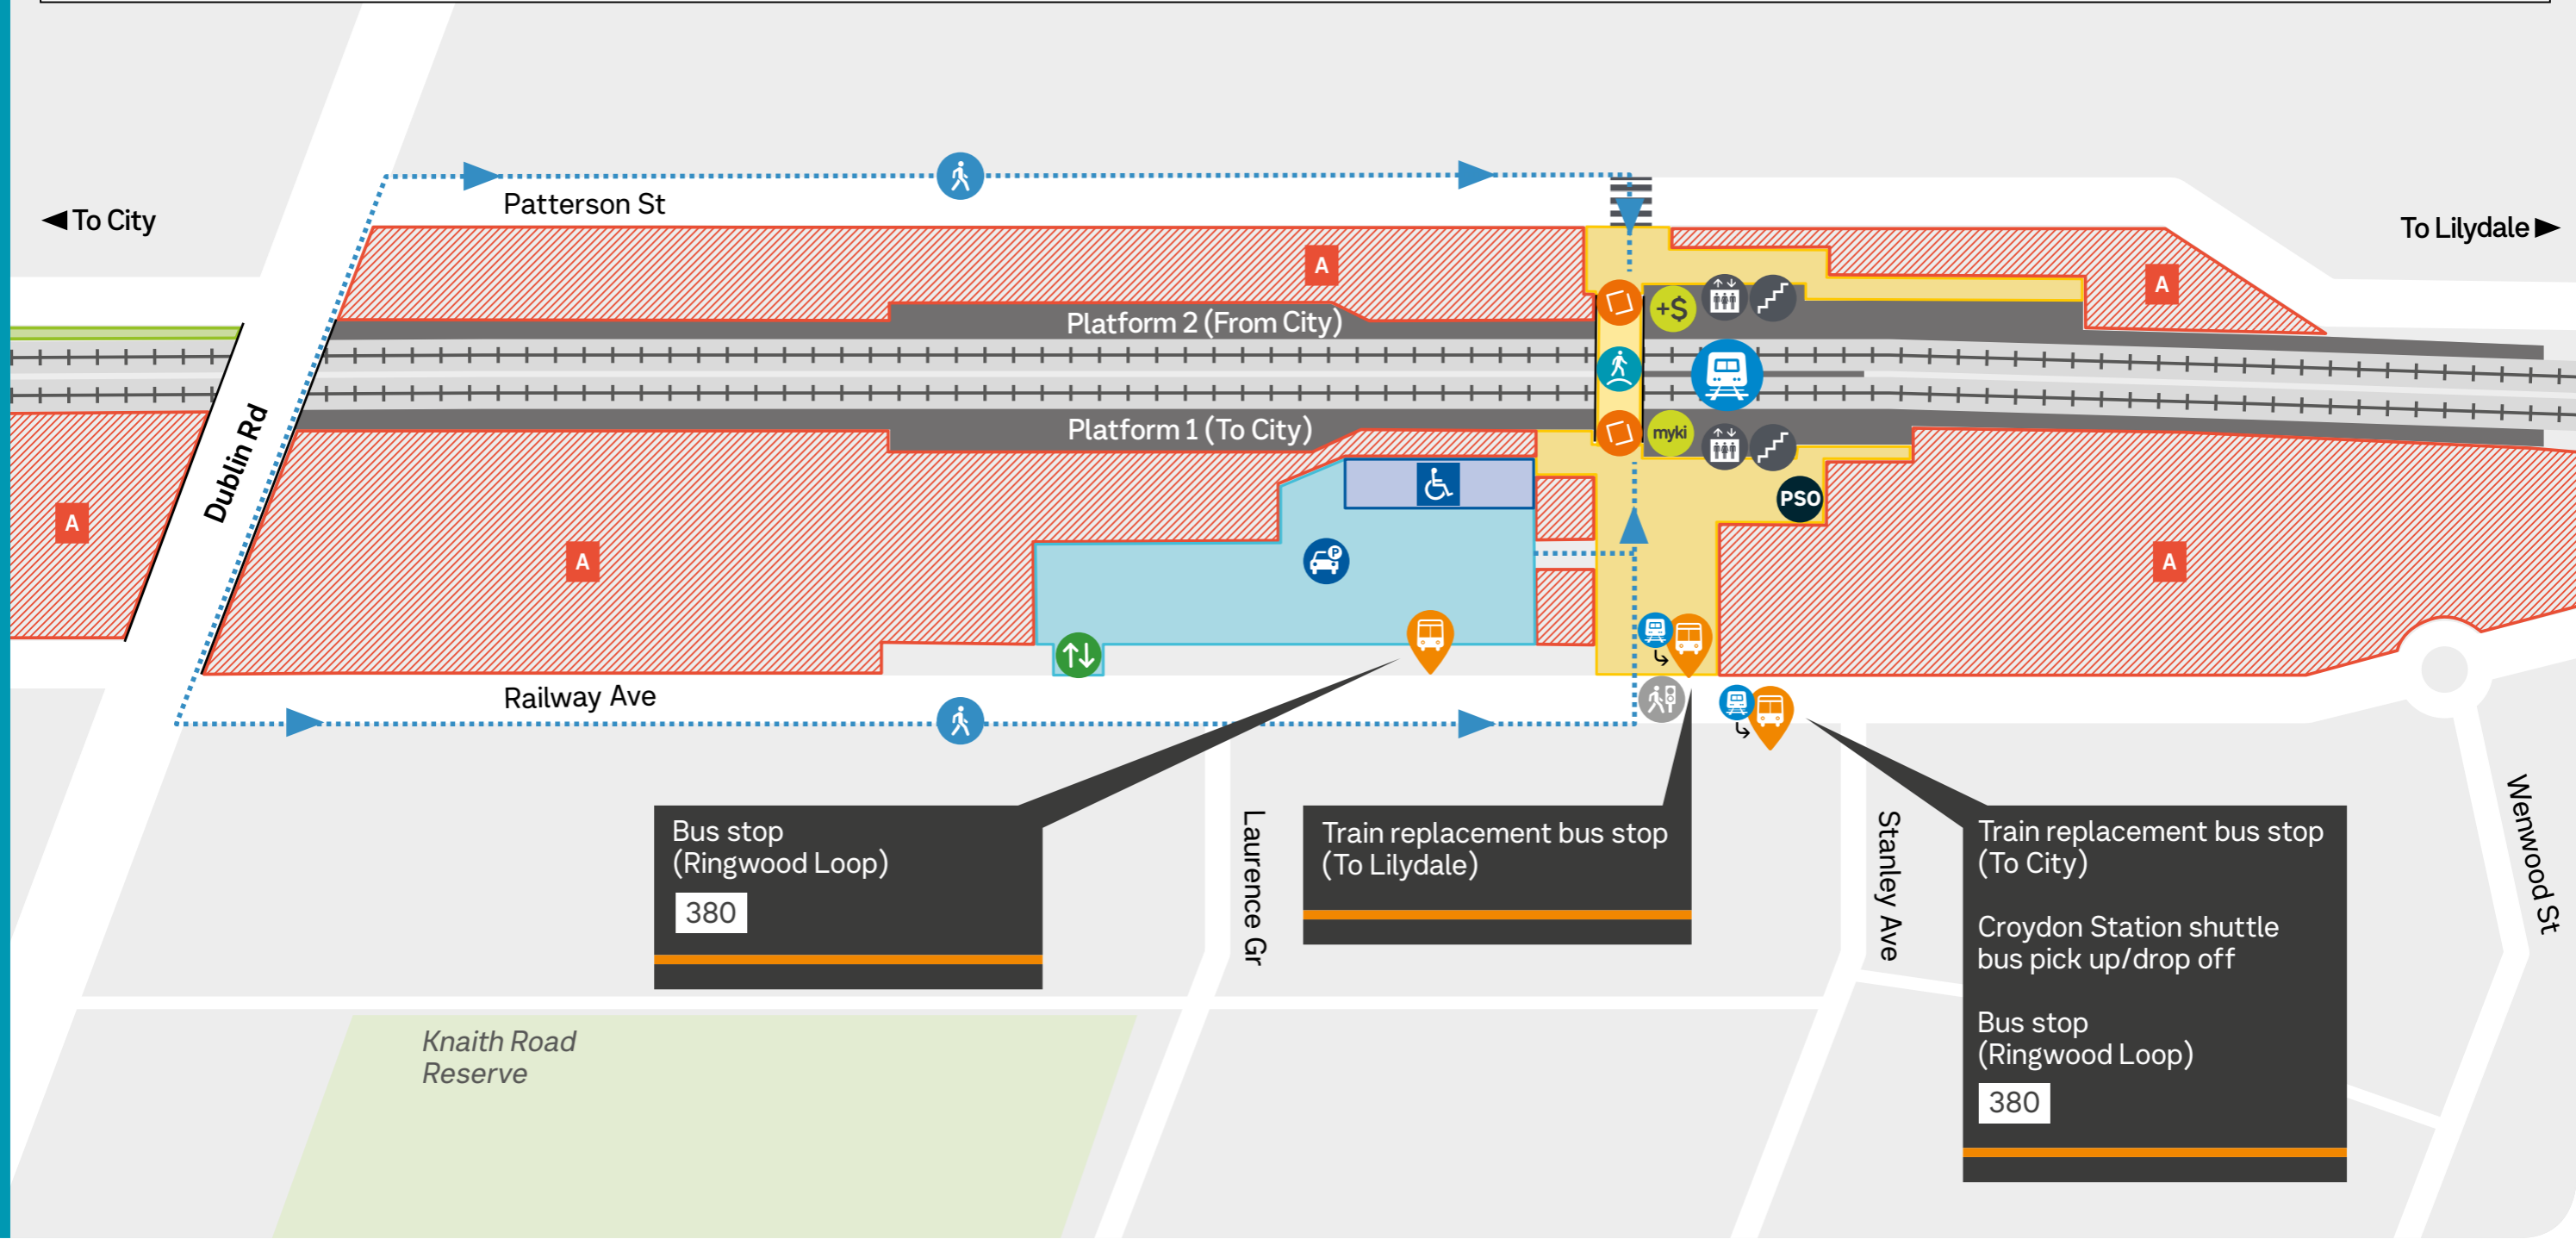 Patterson St
To City
To Lilydale
A
A
+$
Platform 2 (From City)
Dublin Rd
Platform 1 (To City)
myki
PSO
A
A
P
A
Railway Ave
Bus stop
(Ringwood Loop)
380
Laurence Gr
Train replacement bus stop
(To Lilydale)
Stanley Ave
Train replacement bus stop
(To City)
Croydon Station shuttle
bus pick up/drop off
Bus stop
(Ringwood Loop)
380
Wenwood St
Knaith Road
Reserve